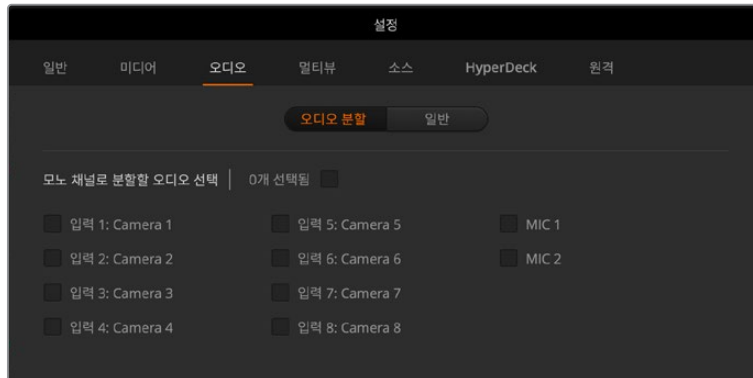 설정
일반 미디어 오디오 멀티뷰 소스 HyperDeck 원격
오디오 분할 일반
모노 채널로 분할할 오디오 선택 0개 선택됨
입력 1: Camera 1 입력 5: Camera 5 MIC 1
입력 2: Camera 2 입력 6: Camera 6 MIC 2
입력 3: Camera 3 입력 7: Camera 7
입력 4: Camera 4 입력 8: Camera 8